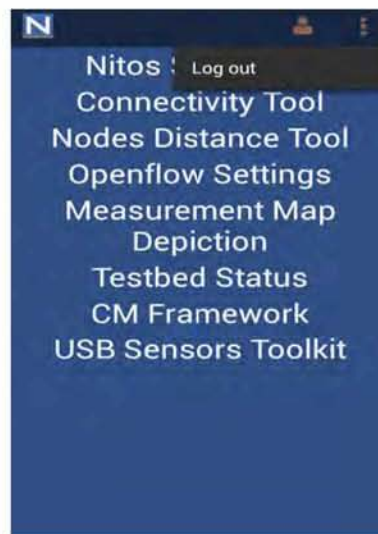 N
Nitos
Log out
Connectivity Tool
Nodes Distance Tool
Openflow Settings
Measurement Map
Depiction
Testbed Status
CM Framework
USB Sensors Toolkit